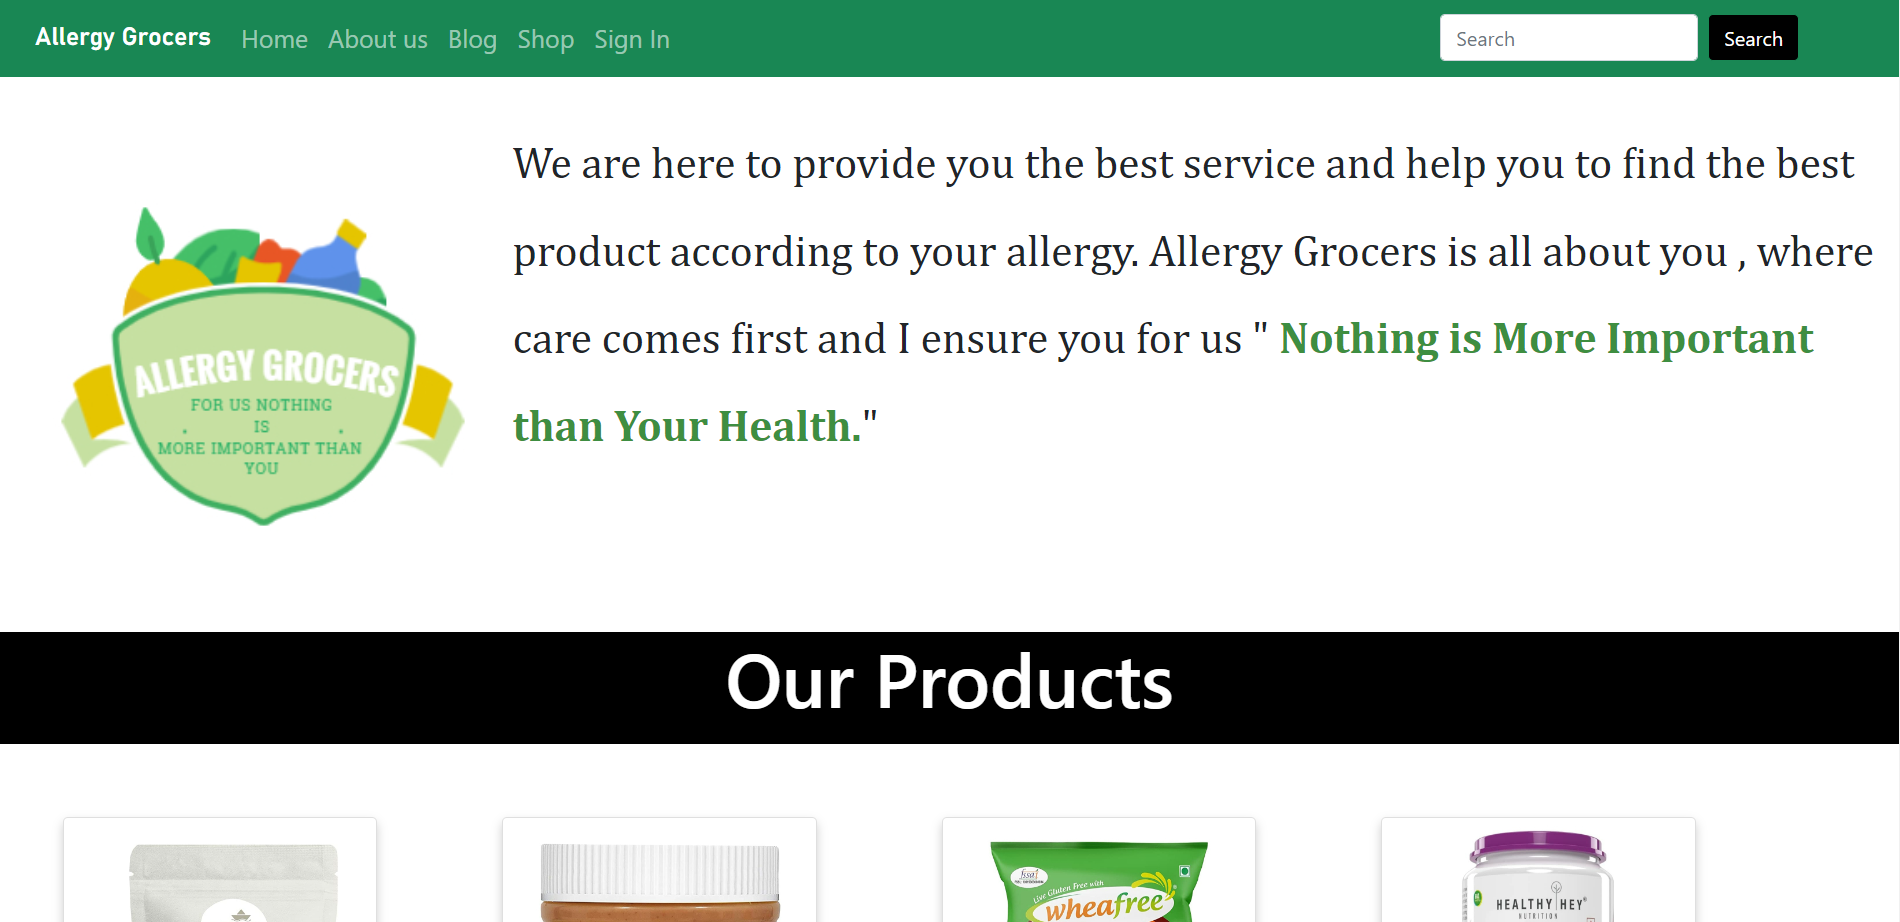 Allergy Grocers Home About us Blog Shop Sign In Search Search
We are here to provide you the best service and help you to find the best
product according to your allergy. Allergy Grocers is all about you , where
care comes first and I ensure you for us " Nothing is More Important
than Your Health."
ALLERGY GROCERS
FOR US NOTHING
IS
MORE IMPORTANT THAN
YOU
Our Products
fssai
Live Gluten Free with
wheafree
HEALTHY HEY
NUTRITION